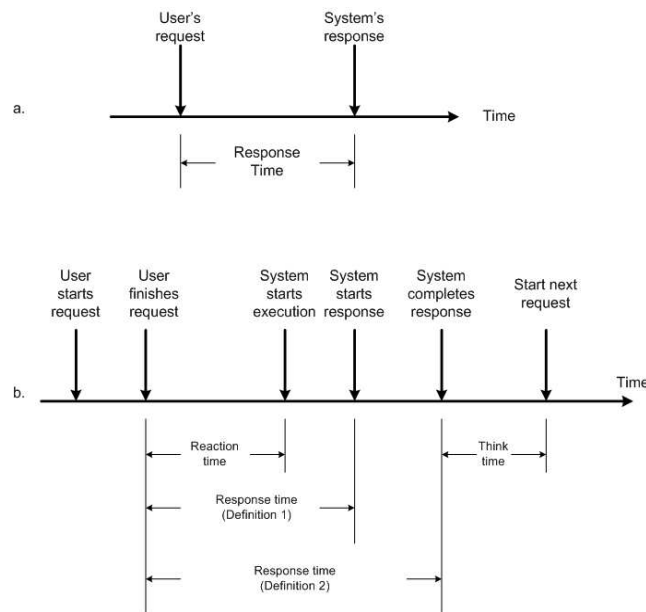 User's
request
System's
response
a.
Time
Response
Time
User
starts
request
User
finishes
request
System
starts
execution
System
starts
response
System
completes
response
Start next
request
b.
Time
Reaction
time
Think
time
Response time
(Definition 1)
Response time
(Definition 2)